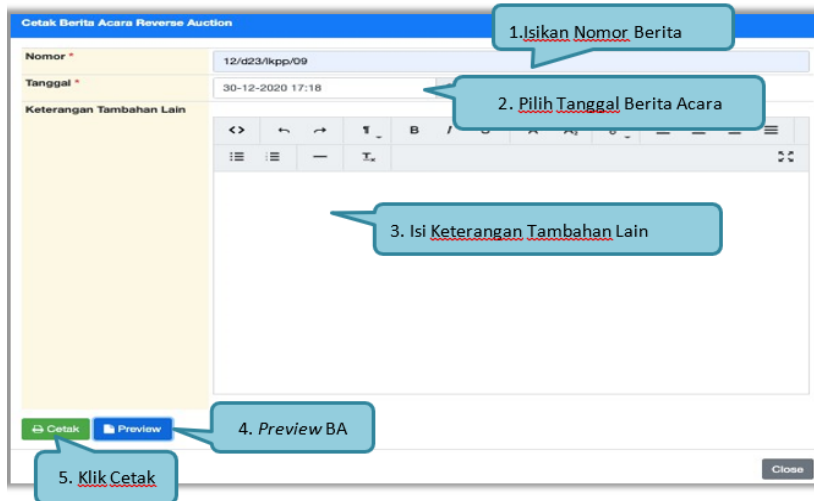 Cetak Berita Acara Reverse Auction
1.Isikan Nomor Berita
Nomor *
12/d23/lkpp/09
Tanggal *
30-12-2020 17:18
2. Pilih Tanggal Berita Acara
Keterangan Tambahan Lain
3. Isi Keterangan Tambahan Lain
Cetak
Preview
4. Preview BA
5. Klik Cetak
Close